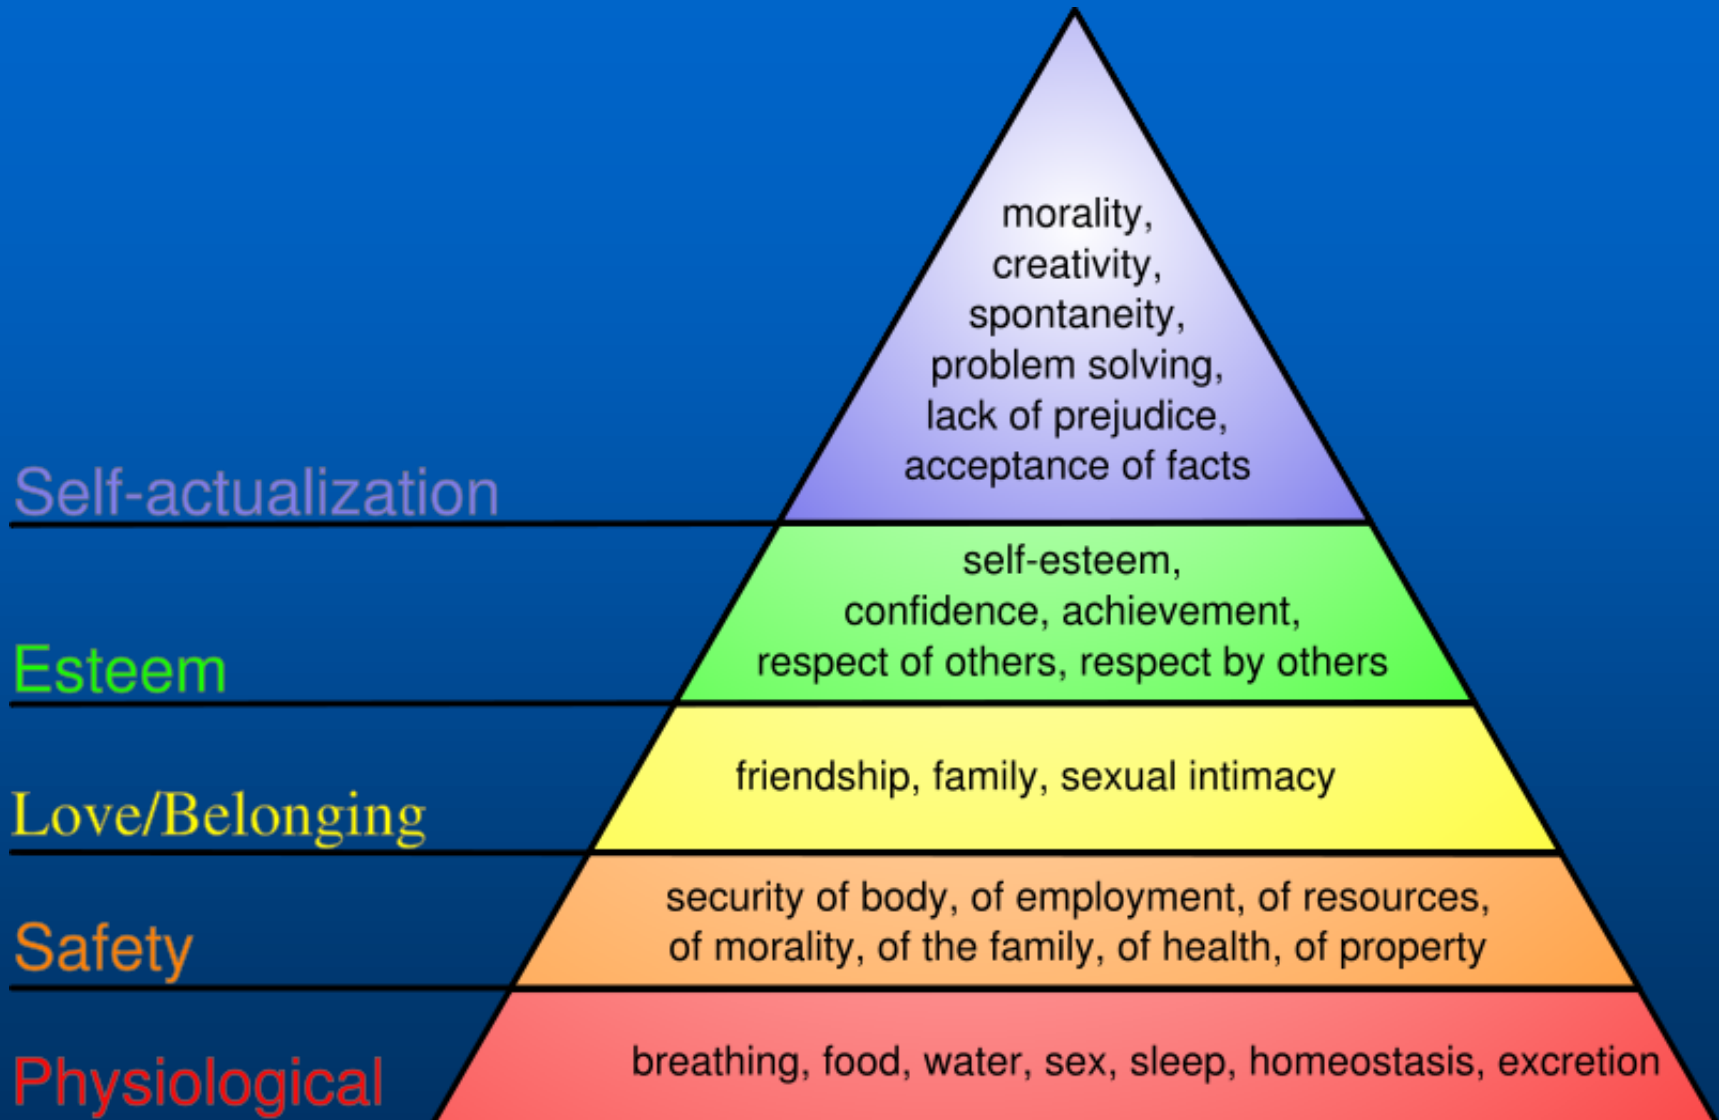 morality,
creativity,
spontaneity,
problem solving,
lack of prejudice,
acceptance of facts
Self-actualization
self-esteem,
confidence, achievement,
respect of others, respect by others
Esteem
friendship, family, sexual intimacy
Love/Belonging
security of body, of employment, of resources,
of morality, of the family, of health, of property
Safety
breathing, food, water, sex, sleep, homeostasis, excretion
Physiological